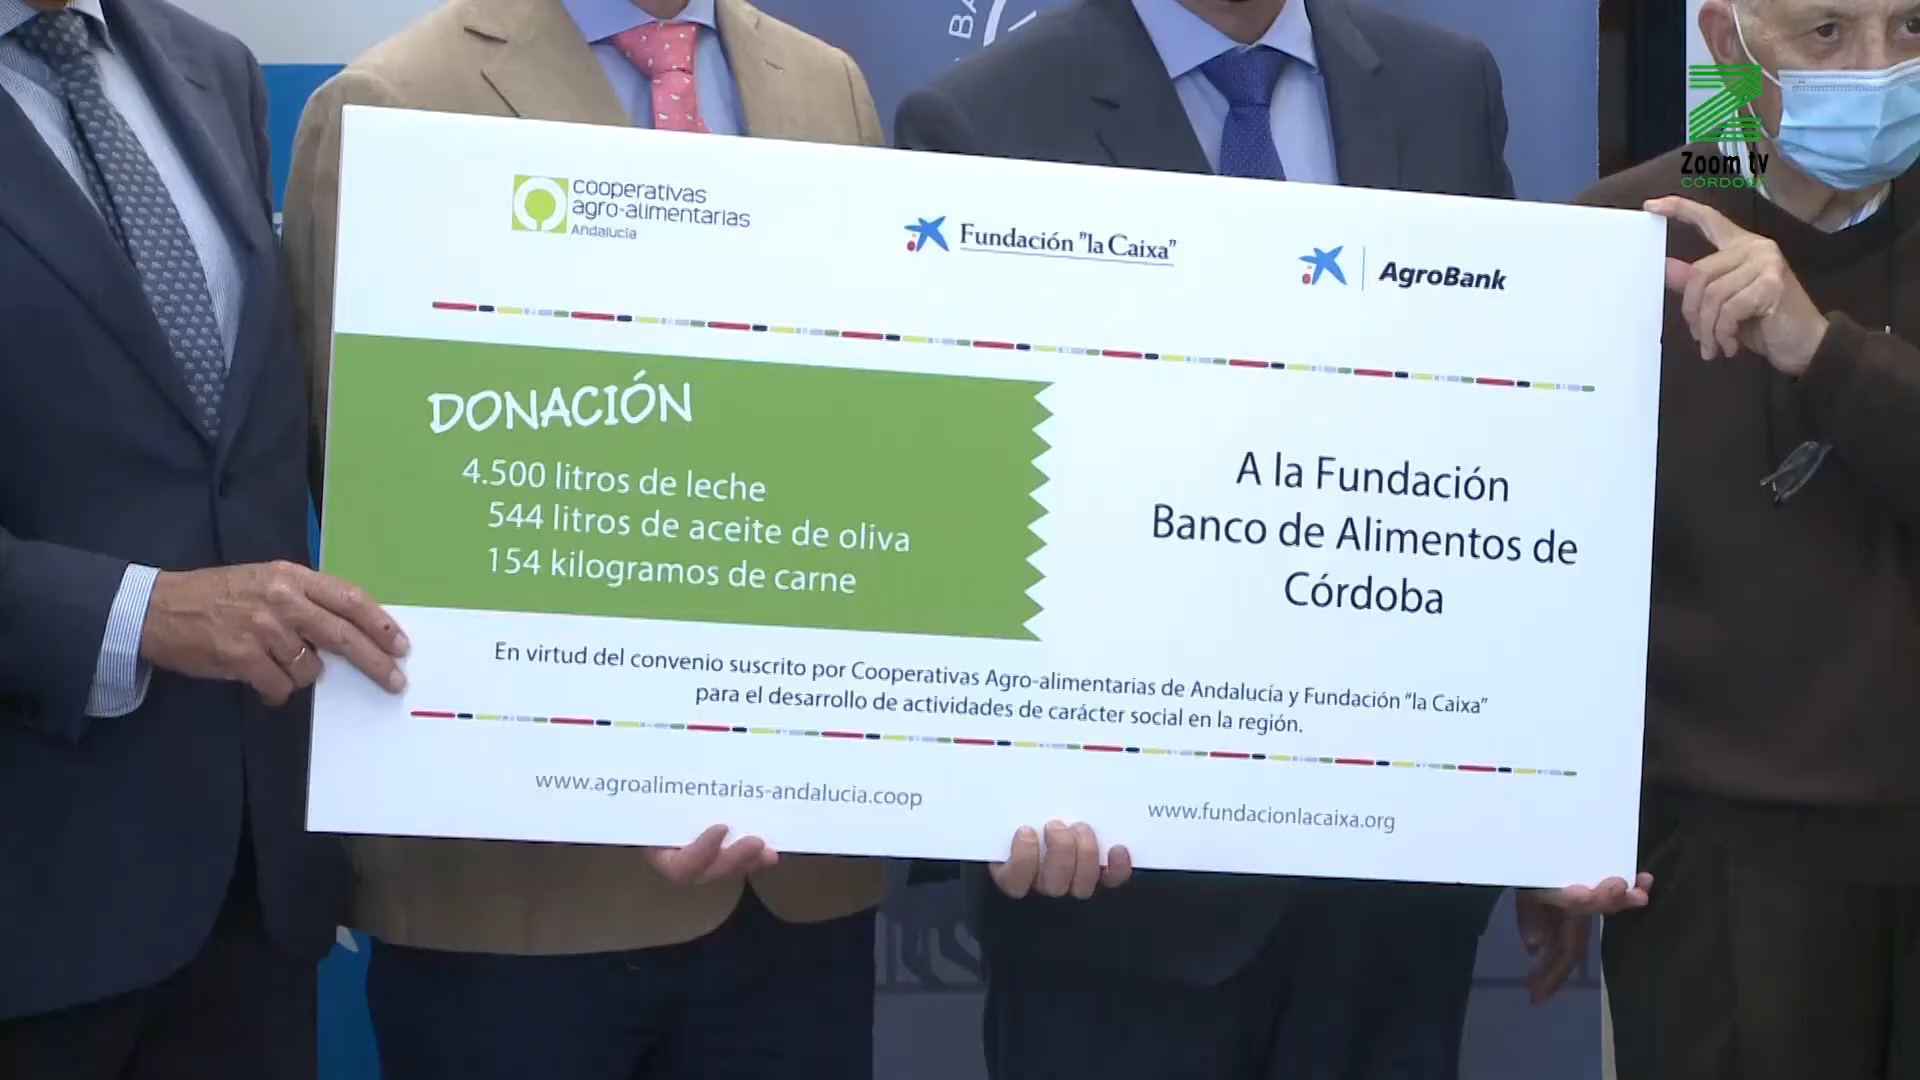 BA
Zoom tv
CÓRDOBA
cooperativas
agro-alimentarias
Andalucía
Fundación "la Caixa"
AgroBank
DONACIÓN
4.500 litros de leche
544 litros de aceite de oliva
154 kilogramos de carne
A la Fundación
Banco de Alimentos de
Córdoba
En virtud del convenio suscrito por Cooperativas Agro-alimentarias de Andalucía y Fundación “la Caixa”
para el desarrollo de actividades de carácter social en la región.
www.agroalimentarias-andalucia.coop
www.fundacionlacaixa.org